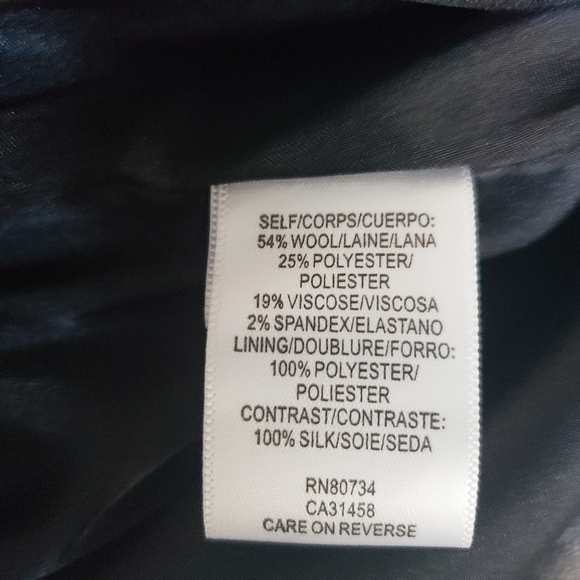 SELF/CORPS/CUERPO:
54% WOOL/LAINE/LANA
25% POLYESTER/
POLIESTER
19% VISCOSE/VISCOSA
2% SPANDEX/ELASTANO
LINING/DOUBLURE/FORRO:
100% POLYESTER/
POLIESTER
CONTRAST/CONTRASTE:
100% SILK/SOIE/SEDA
RN80734
CA31458
CARE ON REVERSE